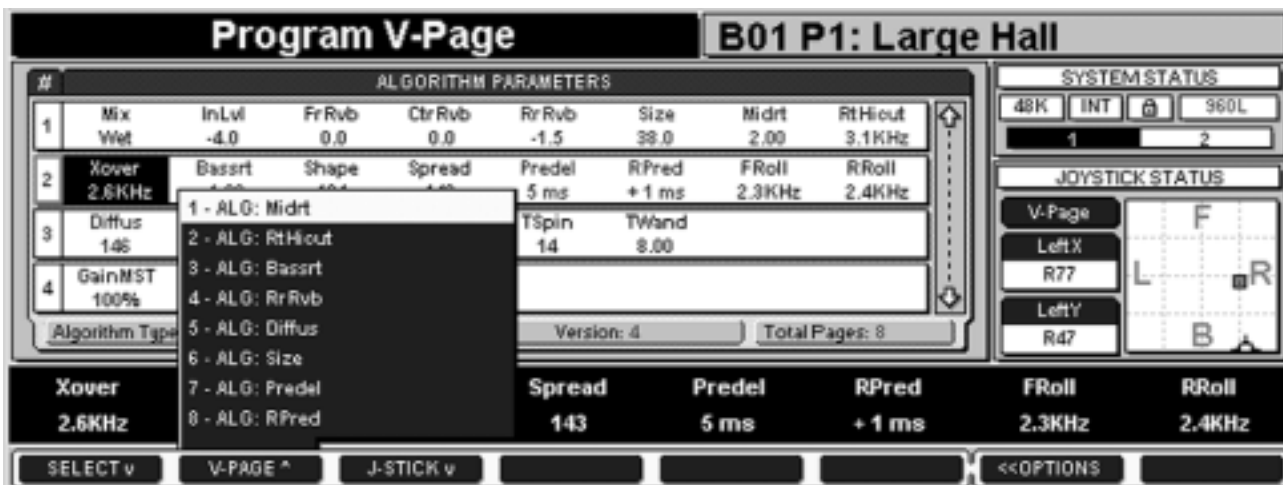 Program V-Page B01 P1: Large Hall
# ALGORITHM PARAMETERS SYSTEM STATUS
1 Mix InLvl FrRvb CtrRvb RrRvb Size Midrt RtHicut
Wet -4.0 0.0 0.0 -1.5 38.0 2.00 3.1KHz
48K INT 960L
1 2
2 Xover Bassrt Shape Spread Predel RPred FRoll RRoll
2.6KHz 5 ms + 1 ms 2.3KHz 2.4KHz
JOYSTICK STATUS
3 Diffus TSpin TWand
146 14 8.00
4 GainMST
100%
Algorithm Type Version: 4 Total Pages: 8
1 - ALG: Midrt
2 - ALG: RtHicut
3 - ALG: Bassrt
4 - ALG: RrRvb
5 - ALG: Diffus
6 - ALG: Size
7 - ALG: Predel
8 - ALG: RPred
V-Page
LeftX
R77
LeftY
R47
F
L R
B
Xover Spread Predel RPred FRoll RRoll
2.6KHz 143 5 ms + 1 ms 2.3KHz 2.4KHz
SELECT v V-PAGE ^ J-STICK v <<OPTIONS